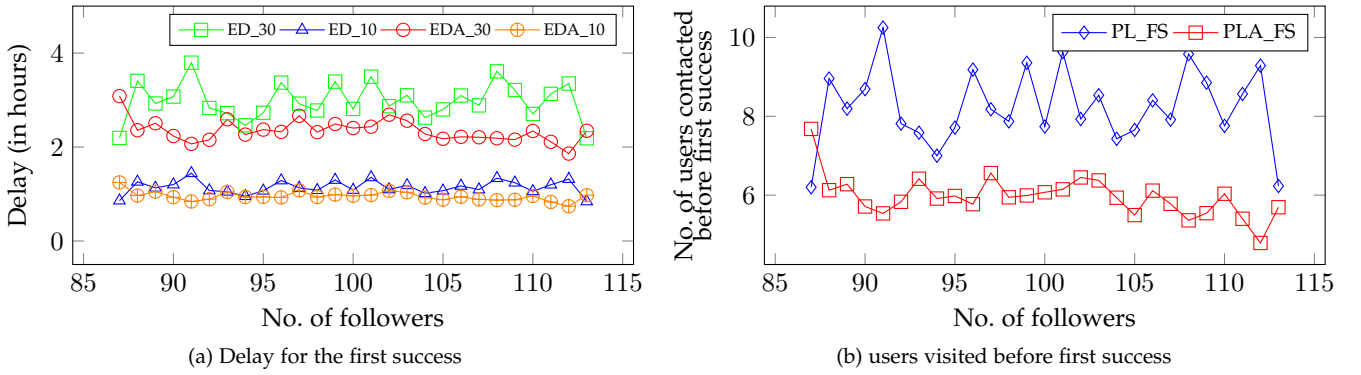 ED_30 ED_10 EDA_30 EDA_10
4
2
0
Delay (in hours)
85 90 95 100 105 110 115
No. of followers
(a) Delay for the first success
PL_FS PLA_FS
10
8
6
No. of users contacted
before first success
85 90 95 100 105 110 115
No. of followers
(b) users visited before first success